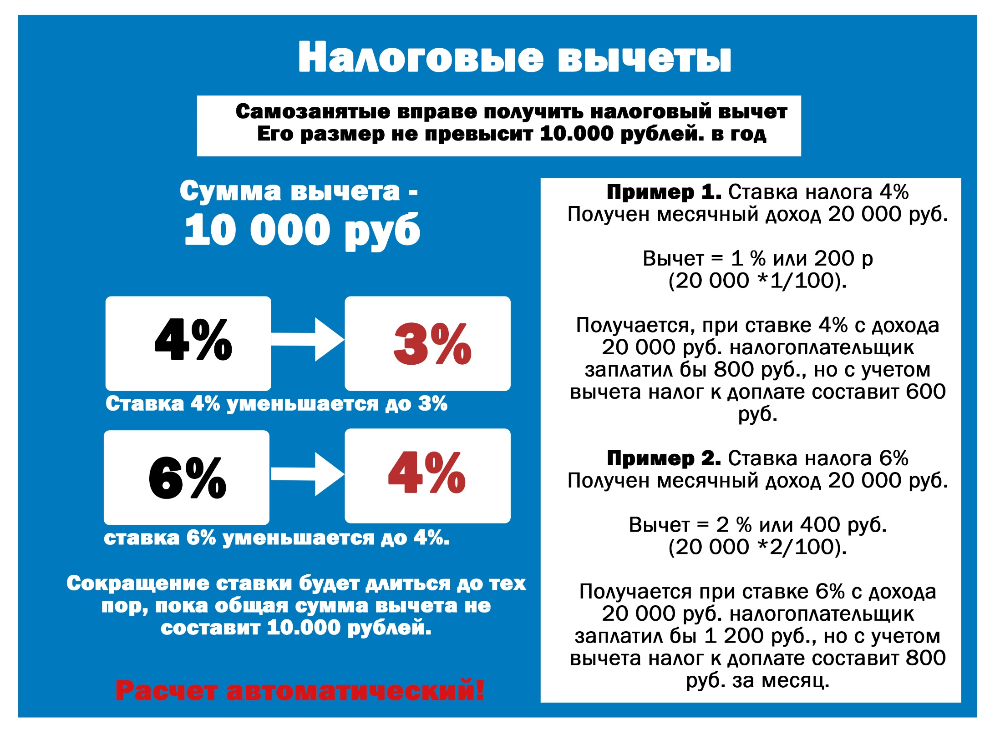 Налоговые вычеты
Самозанятые вправе получить налоговый вычет
Его размер не превысит 10.000 рублей. в год
Сумма вычета -
10 000 руб
4%
3%
Ставка 4% уменьшается до 3%
6%
4%
ставка 6% уменьшается до 4%.
Сокращение ставки будет длиться до тех
пор, пока общая сумма вычета не
составит 10.000 рублей.
Расчет автоматический!
Пример 1. Ставка налога 4%
Получен месячный доход 20 000 руб.
Вычет = 1 % или 200 р
(20 000 *1/100).
Получается, при ставке 4% с дохода
20 000 руб. налогоплательщик
заплатил бы 800 руб., но с учетом
вычета налог к доплате составит 600
руб.
Пример 2. Ставка налога 6%
Получен месячный доход 20 000 руб.
Вычет = 2 % или 400 руб.
(20 000 *2/100).
Получается при ставке 6% с дохода
20 000 руб. налогоплательщик
заплатил бы 1 200 руб., но с учетом
вычета налог к доплате составит 800
руб. за месяц.